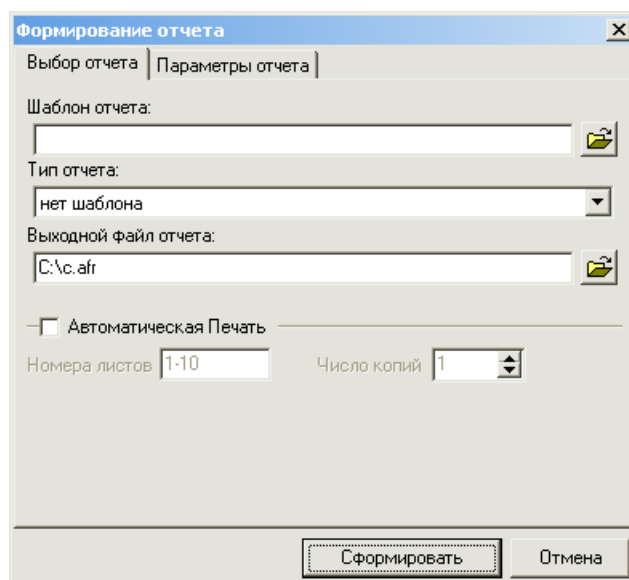 Формирование отчета
Выбор отчета Параметры отчета
Шаблон отчета:
Тип отчета:
нет шаблона
Выходной файл отчета:
C:\c.afr
Автоматическая Печать
Номера листов 1-10 Число копий 1
Сформировать Отмена